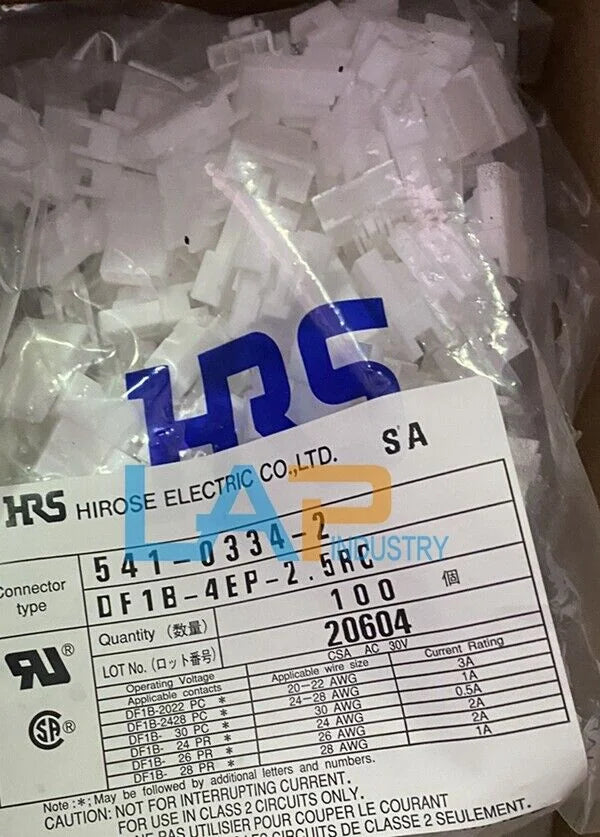 HRS
SA
HRS HIROSE ELECTRIC CO.,LTD.
LAP
INDUSTRY
Connector type
541-0334-2
DF1B-4EP-2.5RC
Quantity (数量) 100 個
LOT No. (ロット番号) 20604
Operating Voltage CSA AC 30V
Applicable contacts Applicable wire size Current Rating
DF1B-2022 PC * 20-22 AWG 3A
DF1B-2428 PC * 24-28 AWG 1A
DF1B- 30 PC * 30 AWG 0.5A
DF1B- 24 PR * 24 AWG 2A
DF1B- 26 PR * 26 AWG 2A
DF1B- 28 PR * 28 AWG 1A
Note :*; May be followed by additional letters and numbers.
CAUTION: NOT FOR INTERRUPTING CURRENT.
FOR USE IN CLASS 2 CIRCUITS ONLY.
NE PAS UTILISER POUR COUPER LE COURANT
DES CIRCUITS DE CLASSE 2 SEULEMENT.